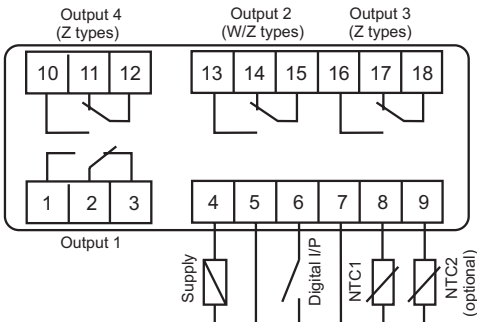 Output 4
(Z types)
Output 2
(W/Z types)
Output 3
(Z types)
10 11 12
13 14 15 16 17 18
1 2 3
4 5 6 7 8 9
Output 1
Supply
Digital I/P
NTC1
NTC2
(optional)